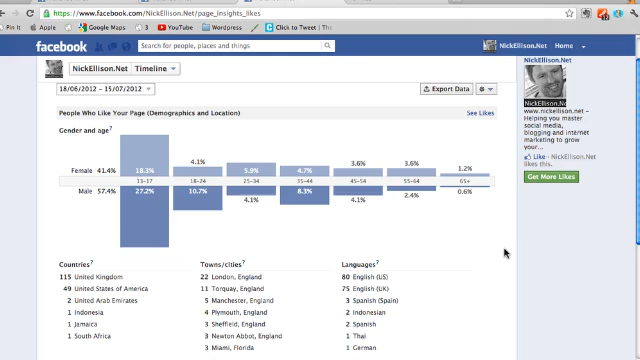 https://www.facebook.com/NickEllison.Net/page_insights_likes
Pin It
Apple
Google Maps
YouTube
Wikipedia
Click to Tweet :
facebook
Search for people, places and things
NickEllison.Net
Home
NickEllison.Net
Timeline
18/06/2012 - 15/07/2012
Export Data
People Who Like Your Page (Demographics and Location)
See Likes
Gender and age?
Female 41.4% 18.3% 4.1% 5.9% 4.7% 3.6% 3.6% 1.2%
13-17 18-24 25-34 35-44 45-54 55-64 65+
Male 57.4% 27.2% 10.7% 4.1% 8.3% 4.1% 2.4% 0.6%
Countries?
115 United Kingdom
49 United States of America
2 United Arab Emirates
1 Indonesia
1 Jamaica
1 South Africa
Towns/cities?
22 London, England
11 Torquay, England
5 Manchester, England
4 Plymouth, England
3 Sheffield, England
3 Newton Abbot, England
3 Miami, Florida
Languages?
80 English (US)
75 English (UK)
3 Spanish (Spain)
2 Indonesian
2 Spanish
1 Thai
1 German
NickEllison.Net
NickEllison.Net
www.nickellison.net -
Helping you master
social media,
blogging and internet
marketing to grow
your...
Like · NickEllison.Net
likes this.
Get More Likes